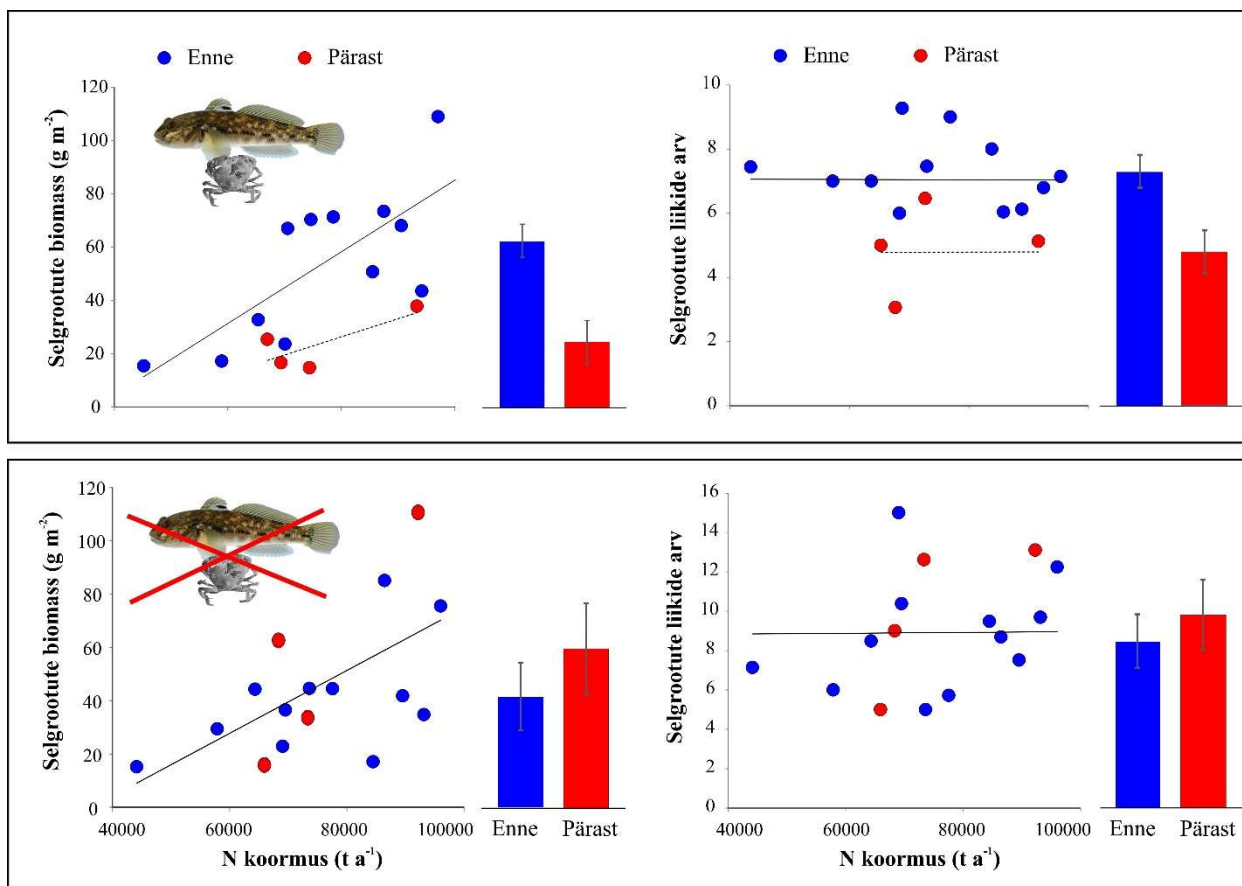 Enne Pärast
Selgrootute biomass (g m⁻²)
120
100
80
60
40
20
0
Enne Pärast
Selgrootute liikide arv
10
8
6
4
2
0
Selgrootute biomass (g m⁻²)
120
100
80
60
40
20
0
40000 60000 80000 100000
N koormus (t a⁻¹)
Enne Pärast
Selgrootute liikide arv
16
14
12
10
8
6
4
2
0
40000 60000 80000 100000
N koormus (t a⁻¹)
Enne Pärast